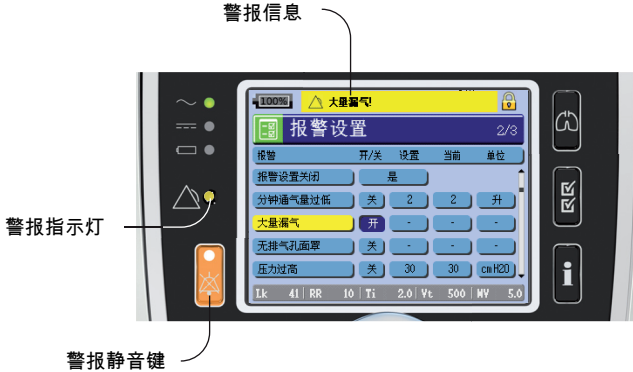 警报信息
100% 大量漏气!
报警设置 2/3
报警 开/关 设置 当前 单位
报警设置关闭 是
分钟通气量过低 关 2 2 升
大量漏气 开 - - -
无排气孔面罩 关 - - -
压力过高 关 30 30 cmH2O
Lk 41 RR 10 Ti 2.0 Vt 500 MV 5.0
警报指示灯
警报静音键